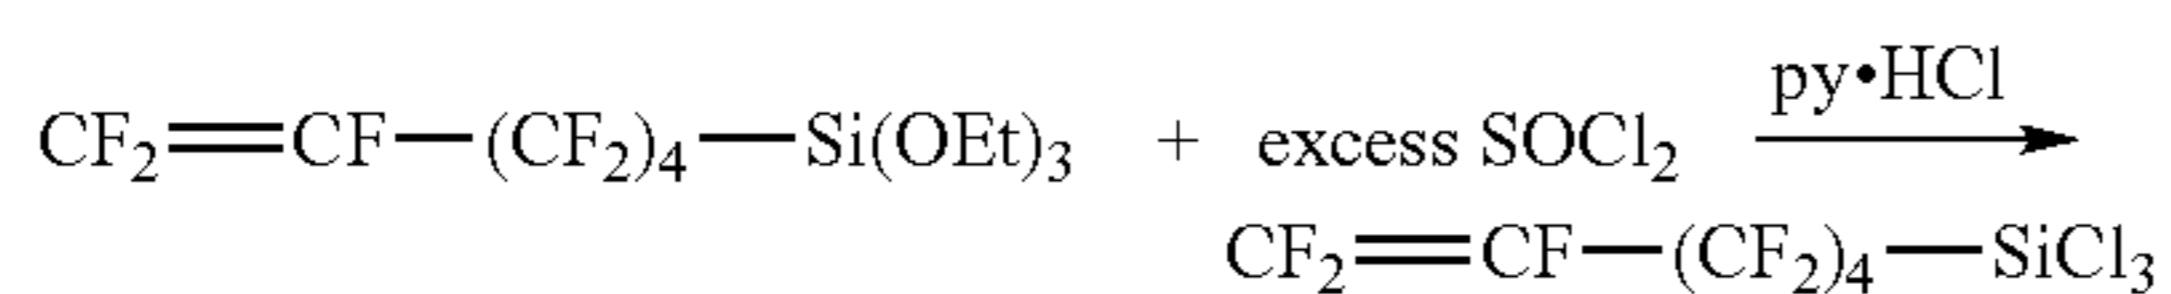 CF₂=CF—(CF₂)₄—Si(OEt)₃ + excess SOCl₂ py•HCl
CF₂=CF—(CF₂)₄—SiCl₃